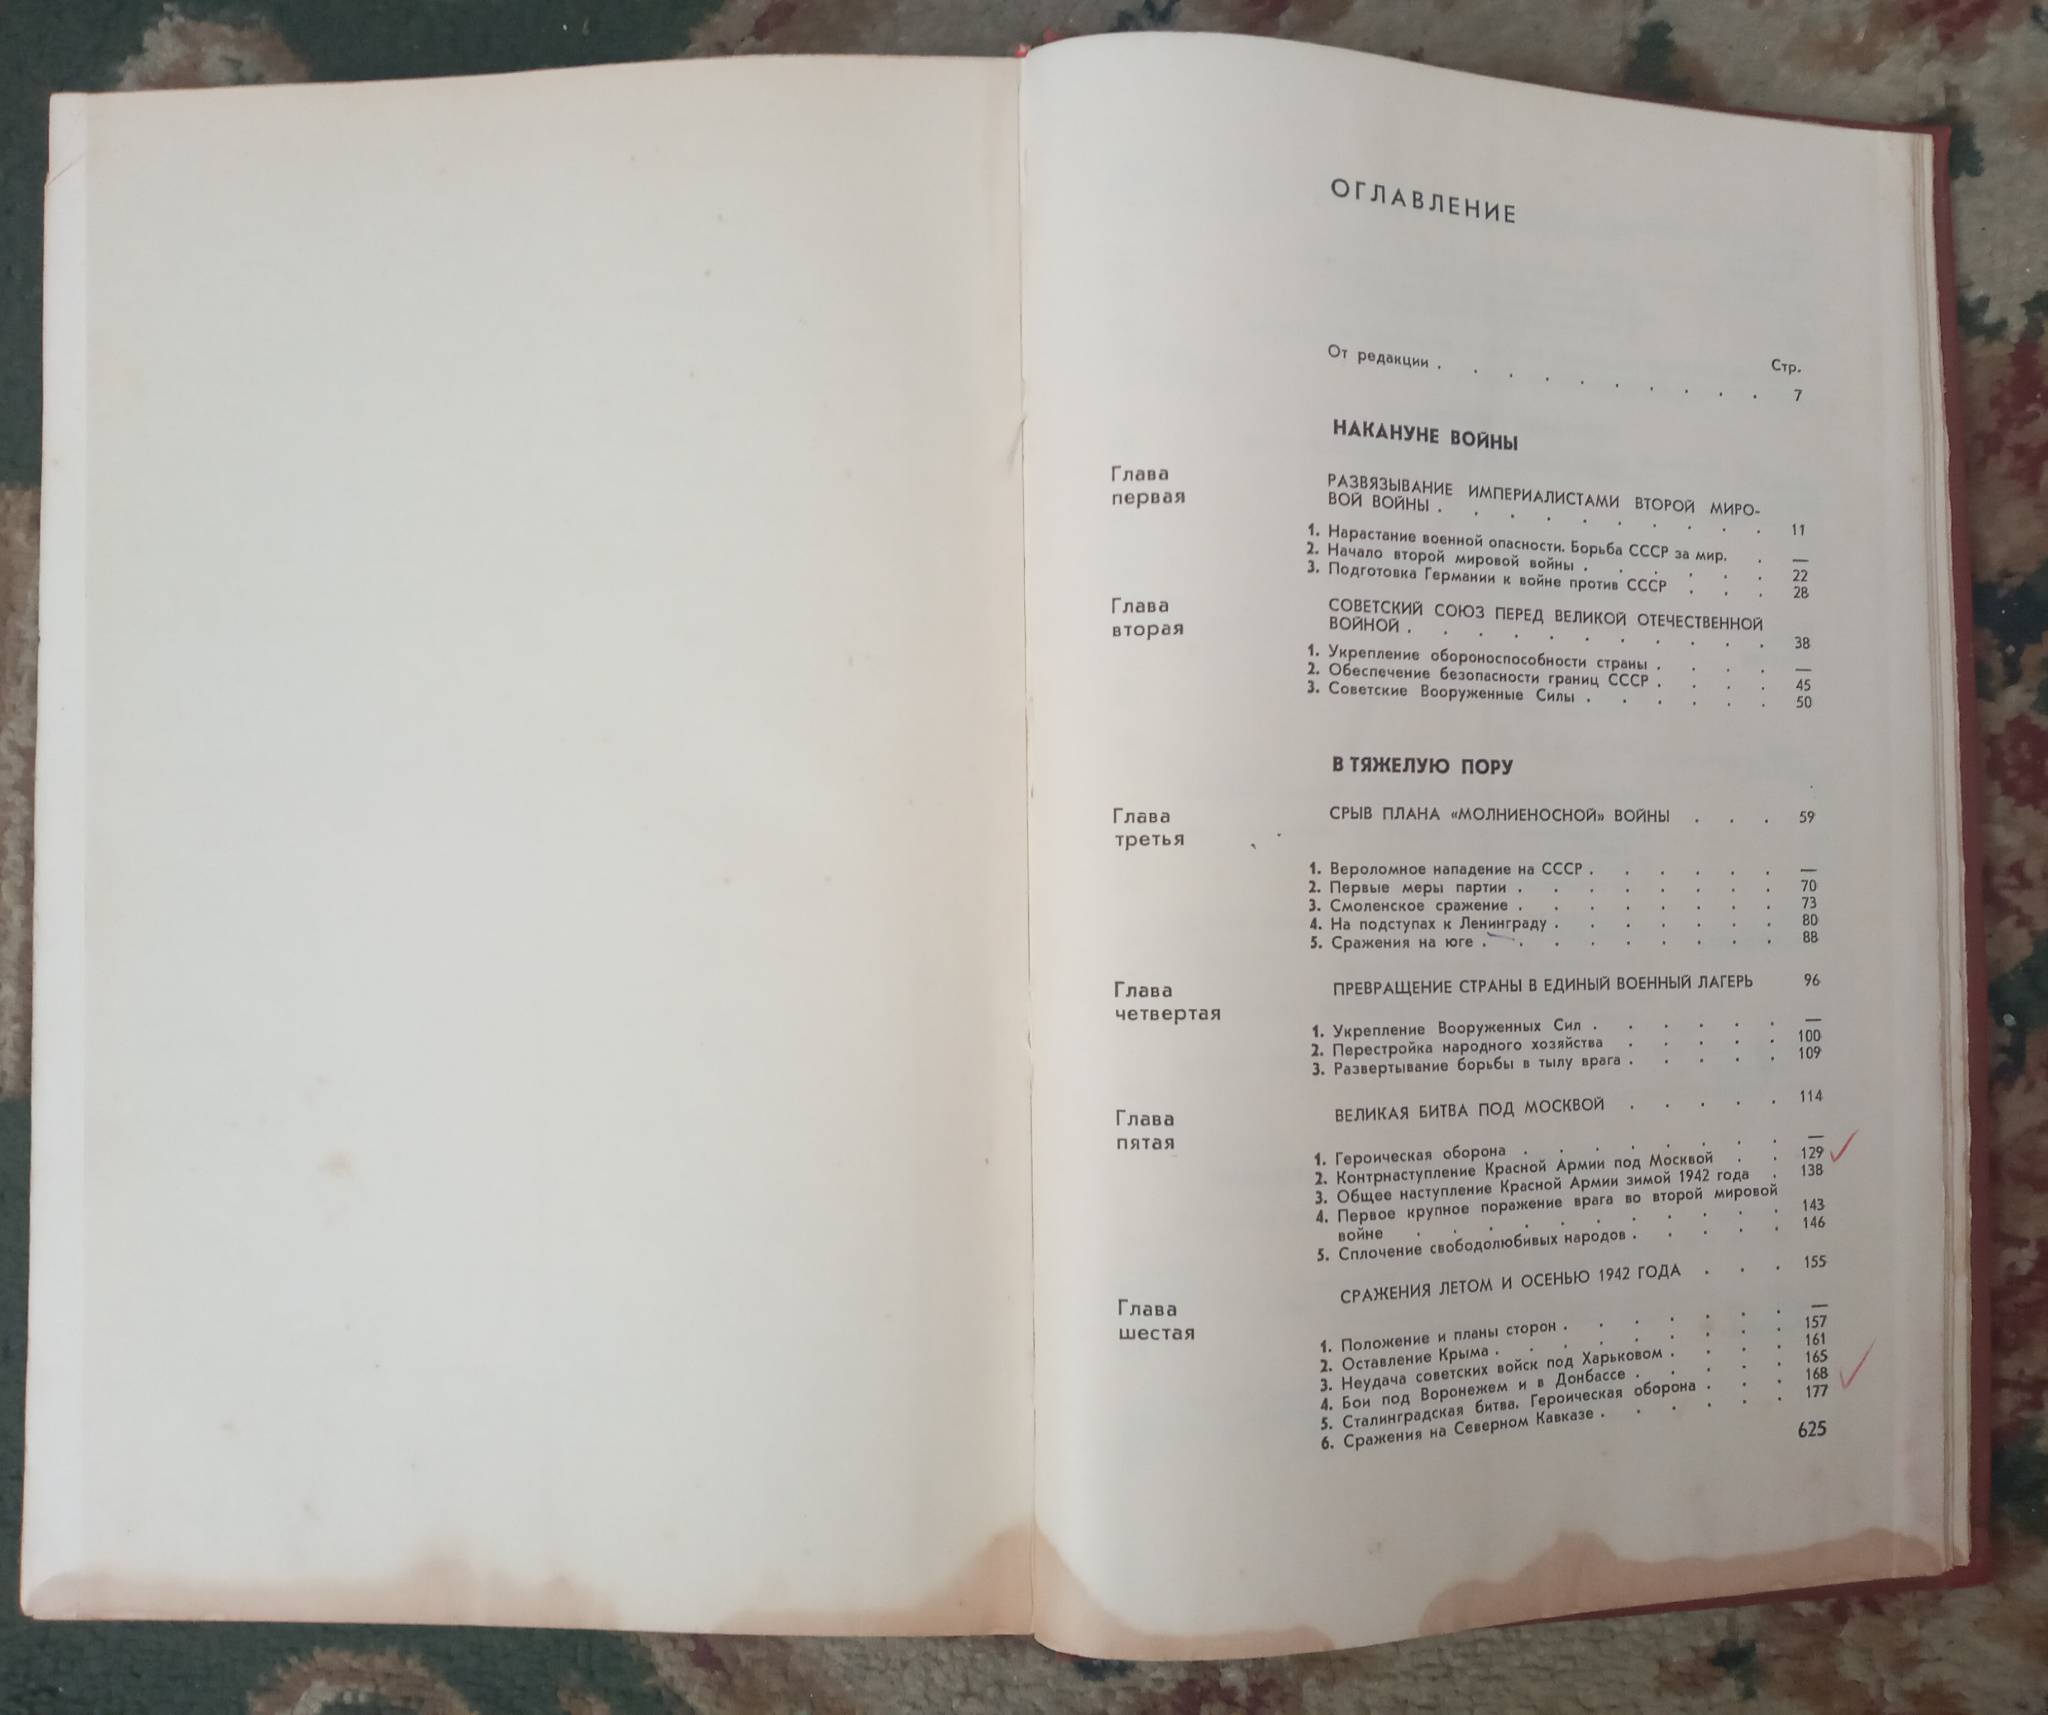 ОГЛАВЛЕНИЕ
Стр.
От редакции . . . . . . . . . . 7
НАКАНУНЕ ВОЙНЫ
Глава
первая
РАЗВЯЗЫВАНИЕ ИМПЕРИАЛИСТАМИ ВТОРОЙ МИРО-
ВОЙ ВОЙНЫ . . . . . . . . . . 11
1. Нарастание военной опасности. Борьба СССР за мир. . —
2. Начало второй мировой войны . . . . . . 22
3. Подготовка Германии к войне против СССР . . . 28
Глава
вторая
СОВЕТСКИЙ СОЮЗ ПЕРЕД ВЕЛИКОЙ ОТЕЧЕСТВЕННОЙ
ВОЙНОЙ . . . . . . . . . . . 38
1. Укрепление обороноспособности страны . . . . —
2. Обеспечение безопасности границ СССР . . . . 45
3. Советские Вооруженные Силы . . . . . . 50
В ТЯЖЕЛУЮ ПОРУ
Глава
третья
СРЫВ ПЛАНА «МОЛНИЕНОСНОЙ» ВОЙНЫ . . . 59
1. Вероломное нападение на СССР . . . . . . —
2. Первые меры партии . . . . . . . . 70
3. Смоленское сражение . . . . . . . . 73
4. На подступах к Ленинграду . . . . . . . 80
5. Сражения на юге . . . . . . . . . 88
Глава
четвертая
ПРЕВРАЩЕНИЕ СТРАНЫ В ЕДИНЫЙ ВОЕННЫЙ ЛАГЕРЬ 96
1. Укрепление Вооруженных Сил . . . . . . —
2. Перестройка народного хозяйства . . . . . 100
3. Развертывание борьбы в тылу врага . . . . . 109
Глава
пятая
ВЕЛИКАЯ БИТВА ПОД МОСКВОЙ . . . . . 114
1. Героическая оборона . . . . . . . . —
2. Контрнаступление Красной Армии под Москвой . . 129
3. Общее наступление Красной Армии зимой 1942 года . 138
4. Первое крупное поражение врага во второй мировой
войне . . . . . . . . . . . 143
5. Сплочение свободолюбивых народов . . . . . 146
Глава
шестая
СРАЖЕНИЯ ЛЕТОМ И ОСЕНЬЮ 1942 ГОДА . . . 155
1. Положение и планы сторон . . . . . . . —
2. Оставление Крыма . . . . . . . . . 157
3. Неудача советских войск под Харьковом . . . . 161
4. Бои под Воронежем и в Донбассе . . . . . 165
5. Сталинградская битва. Героическая оборона . . . 168
6. Сражения на Северном Кавказе . . . . . . 177
625